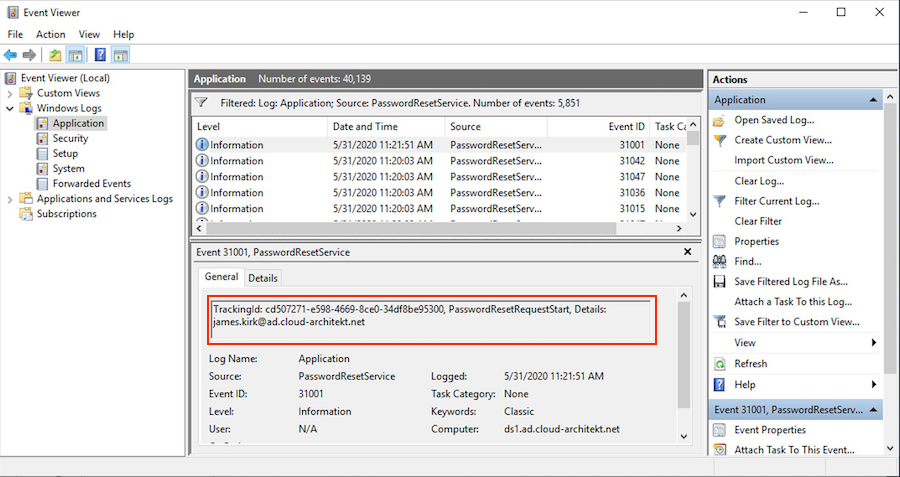 Event Viewer
File Action View Help
Event Viewer (Local)
Custom Views
Windows Logs
Application
Security
Setup
System
Forwarded Events
Applications and Services Logs
Subscriptions
Application Number of events: 40,139
Filtered: Log: Application; Source: PasswordResetService. Number of events: 5,851
Level Date and Time Source Event ID Task Ca
Information 5/31/2020 11:21:51 AM PasswordResetServ... 31001 None
Information 5/31/2020 11:20:03 AM PasswordResetServ... 31042 None
Information 5/31/2020 11:20:03 AM PasswordResetServ... 31047 None
Information 5/31/2020 11:20:03 AM PasswordResetServ... 31036 None
Information 5/31/2020 11:20:03 AM PasswordResetServ... 31015 None
Event 31001, PasswordResetService
General Details
TrackingId: cd507271-e598-4669-8ce0-34df8be95300, PasswordResetRequestStart, Details:
james.kirk@ad.cloud-architekt.net
Log Name: Application
Source: PasswordResetService Logged: 5/31/2020 11:21:51 AM
Event ID: 31001 Task Category: None
Level: Information Keywords: Classic
User: N/A Computer: ds1.ad.cloud-architekt.net
Actions
Application
Open Saved Log...
Create Custom View...
Import Custom View...
Clear Log...
Filter Current Log...
Clear Filter
Properties
Find...
Save Filtered Log File As...
Attach a Task To this Log...
Save Filter to Custom View...
View
Refresh
Help
Event 31001, PasswordResetServ...
Event Properties
Attach Task To This Event...